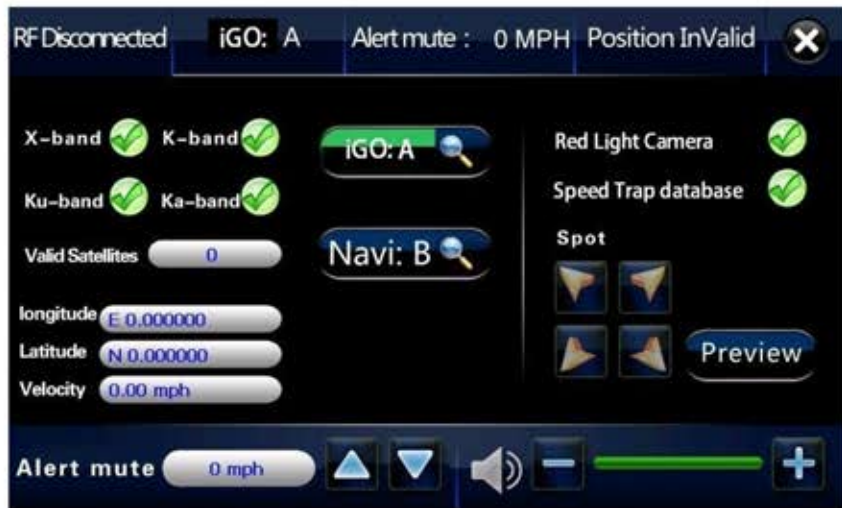 RF Disconnected iGO: A Alert mute : 0 MPH Position InValid
X-band K-band iGO: A Red Light Camera
Ku-band Ka-band Speed Trap database
Valid Satellites 0 Navi: B Spot
longitude E 0.000000
Latitude N 0.000000 Preview
Velocity 0.00 mph
Alert mute 0 mph